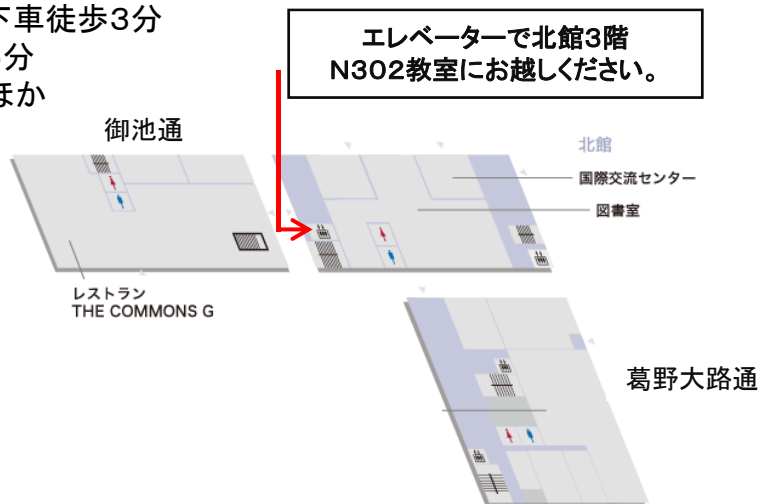 下車徒歩3分
分
ほか
エレベーターで北館3階
N302教室にお越しください。
御池通
北館
国際交流センター
図書室
レストラン
THE COMMONS G
葛野大路通